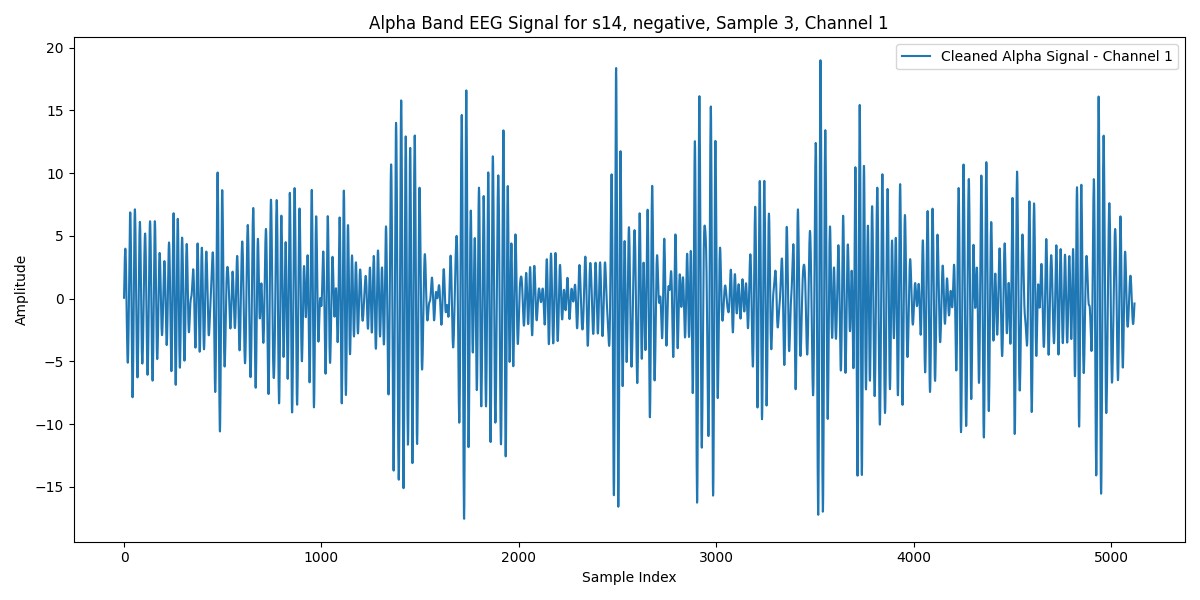 Alpha Band EEG Signal for s14, negative, Sample 3, Channel 1
Cleaned Alpha Signal - Channel 1
Amplitude
20
15
10
5
0
−5
−10
−15
0 1000 2000 3000 4000 5000
Sample Index